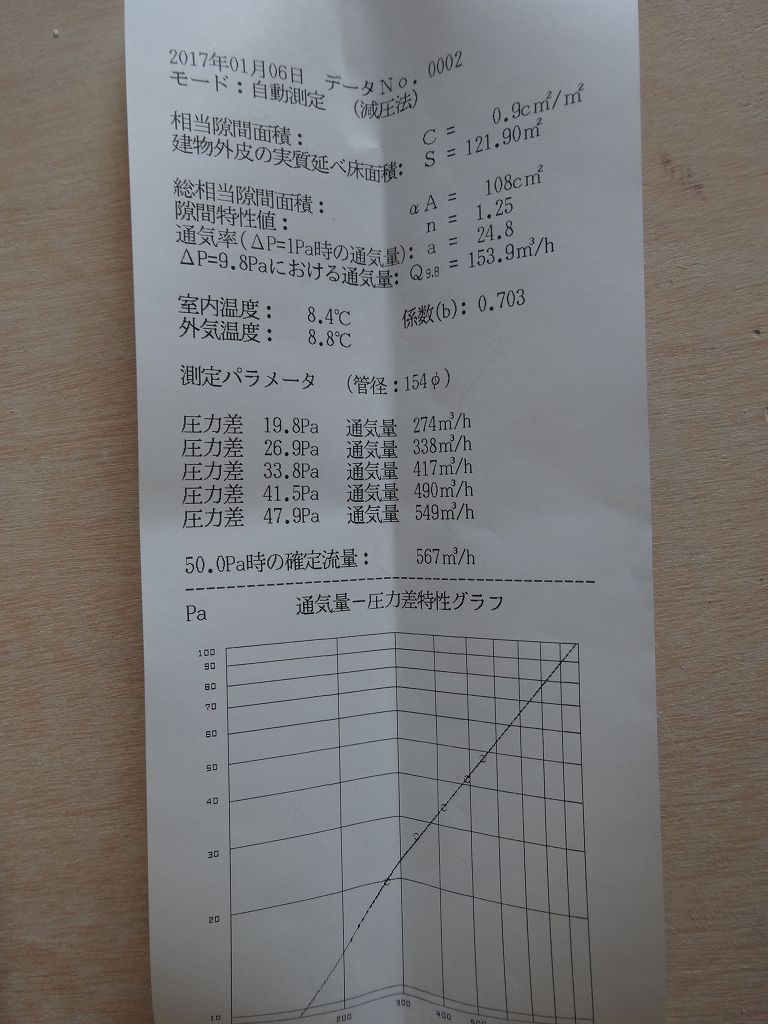 2017年01月06日 データNo. 0002
モード:自動測定 (減圧法)
相当隙間面積: C = 0.9c㎡/㎡
建物外皮の実質延べ床面積: S = 121.90㎡
総相当隙間面積: αA = 108c㎡
隙間特性値: n = 1.25
通気率(ΔP=1Pa時の通気量): a = 24.8
ΔP=9.8Paにおける通気量: Q9.8 = 153.9㎥/h
室内温度: 8.4℃ 係数(b): 0.703
外気温度: 8.8℃
測定パラメータ (管径:154φ)
圧力差 19.8Pa 通気量 274㎥/h
圧力差 26.9Pa 通気量 338㎥/h
圧力差 33.8Pa 通気量 417㎥/h
圧力差 41.5Pa 通気量 490㎥/h
圧力差 47.9Pa 通気量 549㎥/h
50.0Pa時の確定流量: 567㎥/h
Pa 通気量-圧力差特性グラフ
100
90
80
70
60
50
40
30
20
10
200 300 400 500